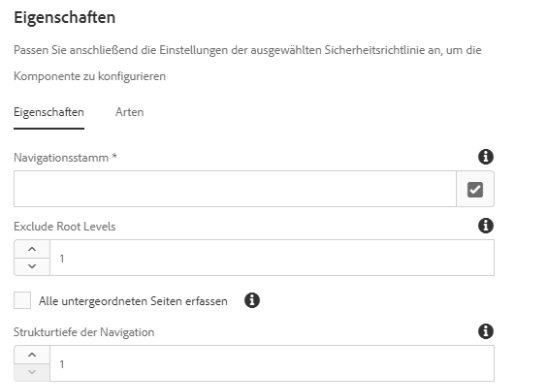 Eigenschaften
Passen Sie anschließend die Einstellungen der ausgewählten Sicherheitsrichtlinie an, um die
Komponente zu konfigurieren
Eigenschaften Arten
Navigationsstamm *
Exclude Root Levels
1
Alle untergeordneten Seiten erfassen
Strukturtiefe der Navigation
1